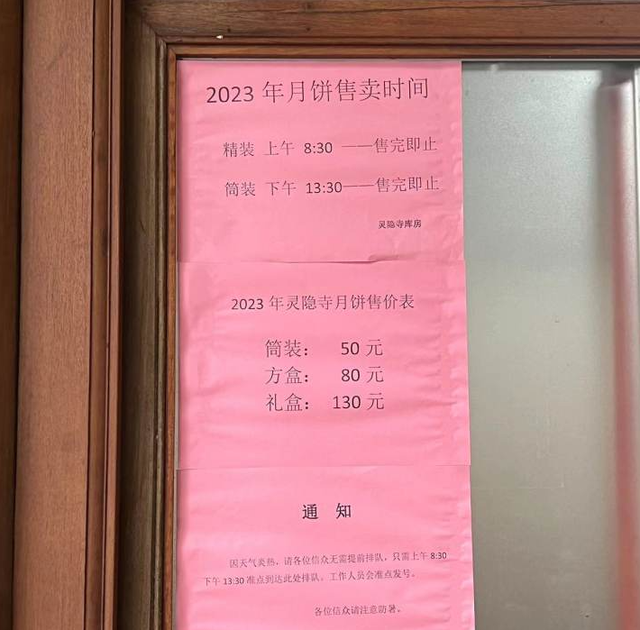 2023 年月饼售卖时间
精装 上午 8:30 ——售完即止
筒装 下午 13:30——售完即止
灵隐寺库房
2023 年灵隐寺月饼售价表
筒装： 50 元
方盒： 80 元
礼盒： 130 元
通 知
因天气炎热，请各位信众无需提前排队，只需上午 8:30
下午 13:30 准点到达此处排队，工作人员会准点发号。
各位信众请注意防暑。